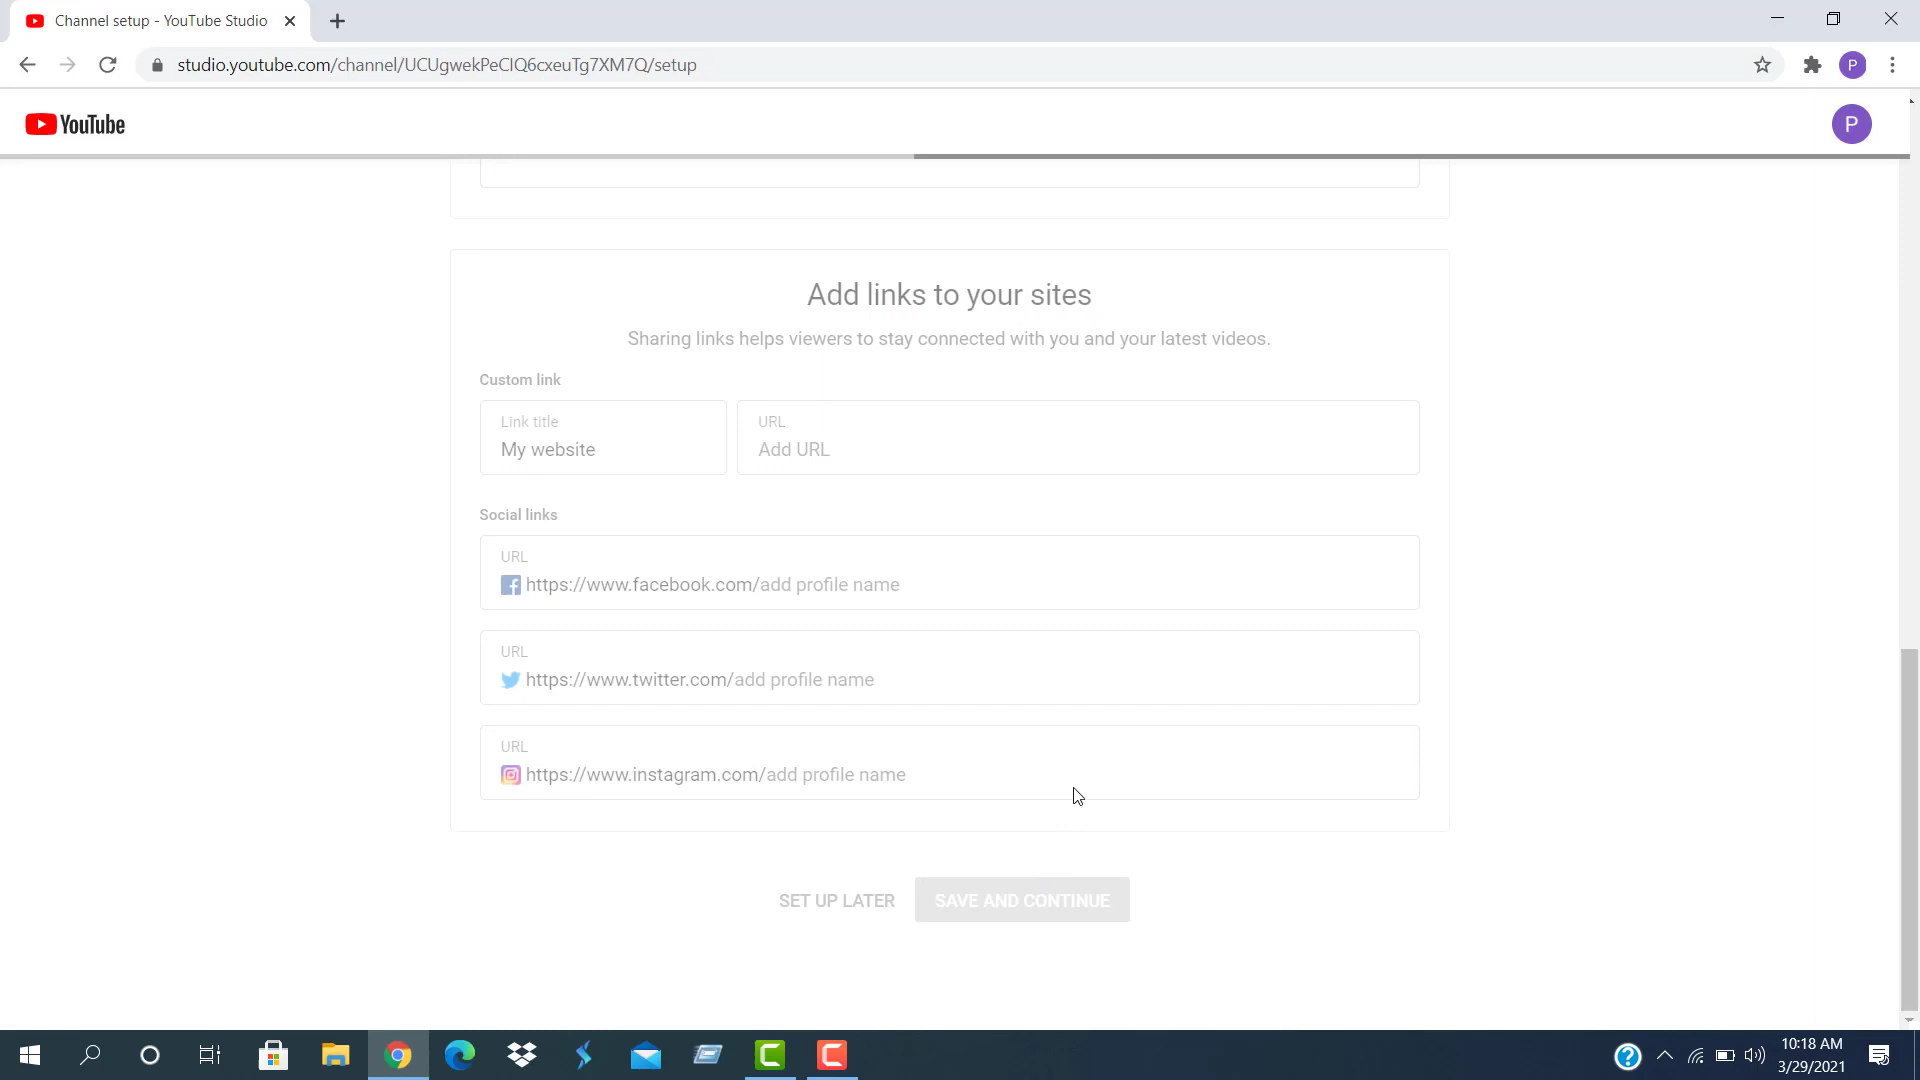 Channel setup - YouTube Studio
studio.youtube.com/channel/UCUgwekPeCIQ6cxeuTg7XM7Q/setup
P
YouTube
P
Add links to your sites
Sharing links helps viewers to stay connected with you and your latest videos.
Custom link
Link title
My website
URL
Add URL
Social links
URL
https://www.facebook.com/add profile name
URL
https://www.twitter.com/add profile name
URL
https://www.instagram.com/add profile name
SET UP LATER
SAVE AND CONTINUE
10:18 AM
3/29/2021